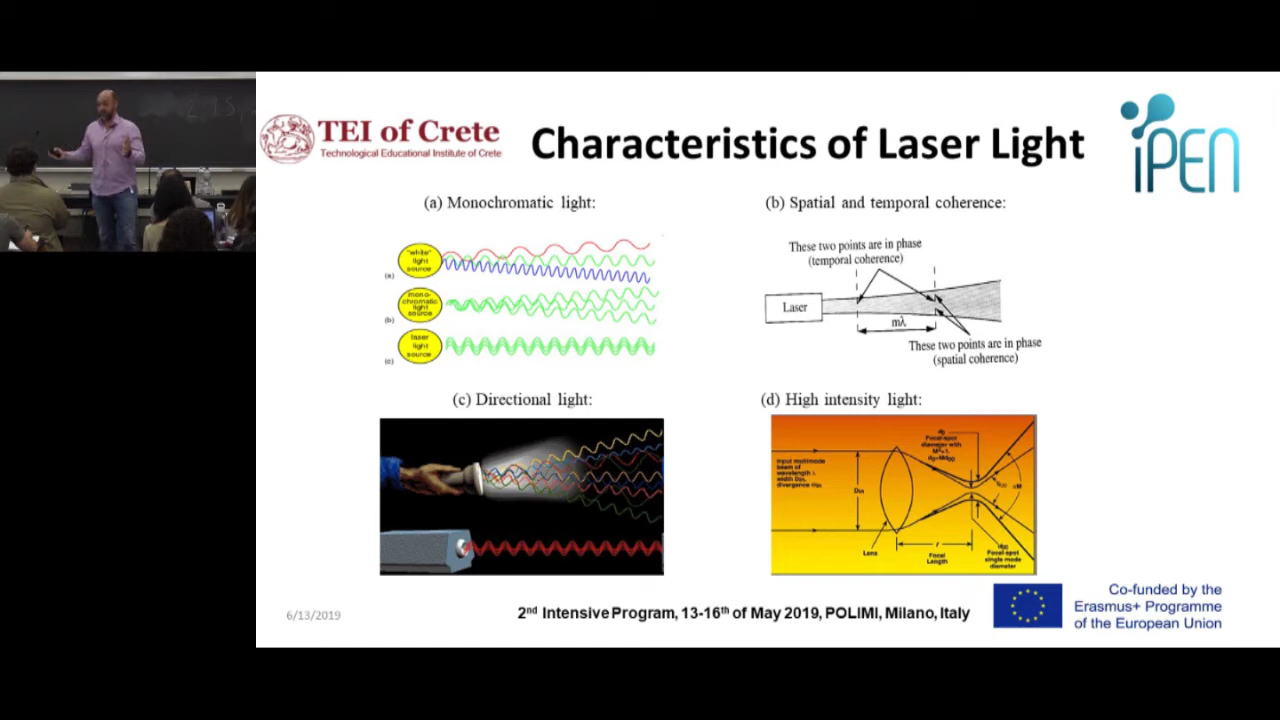 TEI of Crete
Technological Educational Institute of Crete
Characteristics of Laser Light
iPEN
(a) Monochromatic light:
(b) Spatial and temporal coherence:
"white"
light
source
(a)
mono-
chromatic
light
source
(b)
laser
light
source
(c)
These two points are in phase
(temporal coherence)
Laser
mλ
These two points are in phase
(spatial coherence)
(c) Directional light:
(d) High intensity light:
Focal-spot
diameter with
Input multimode
beam of
wavelength λ
width
divergence
Lens
f
Focal
Length
Focal-spot
single mode
diameter
6/13/2019
2nd Intensive Program, 13-16th of May 2019, POLIMI, Milano, Italy
Co-funded by the
Erasmus+ Programme
of the European Union